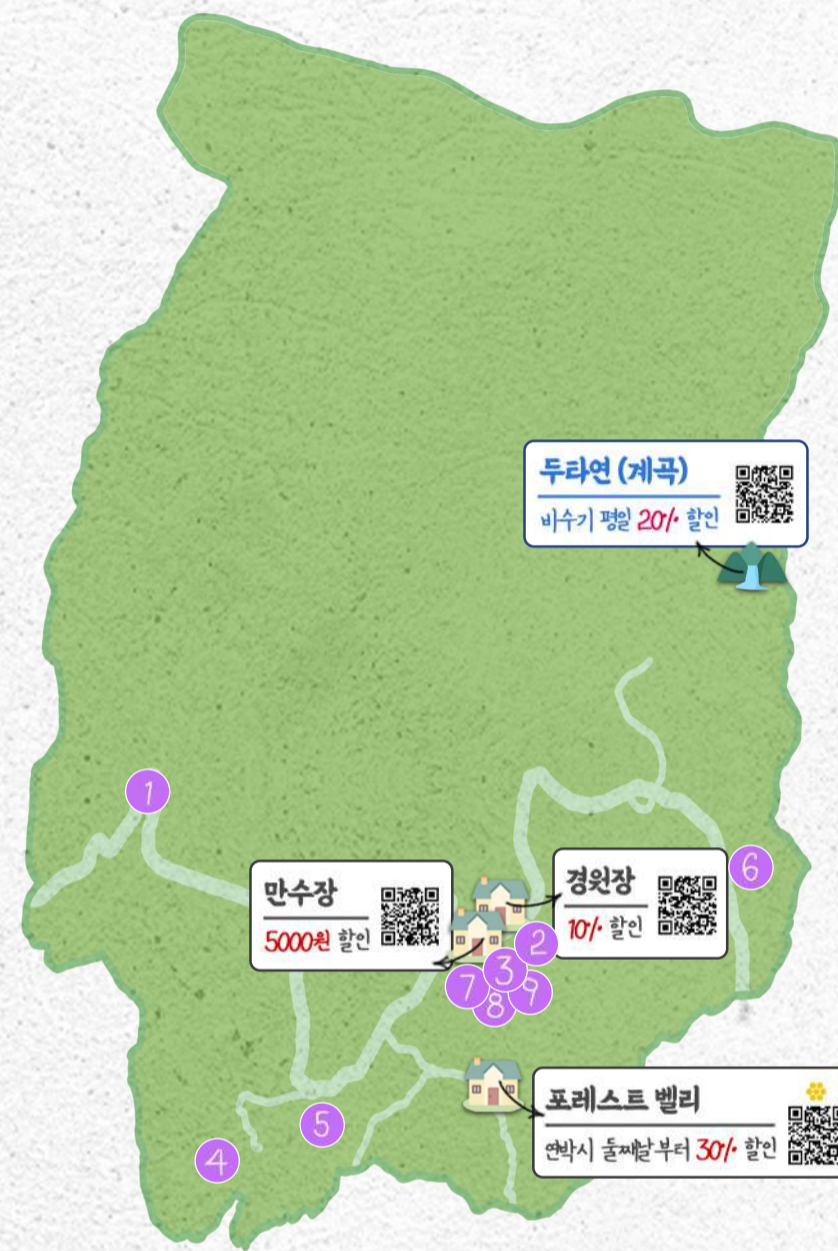 두타연 (계곡)
비수기 평일 20% 할인
1
만수장
5000원 할인
경원장
10% 할인
6
2
3
7
8
9
포레스트 벨리
연박시 둘째날부터 30% 할인
5
4